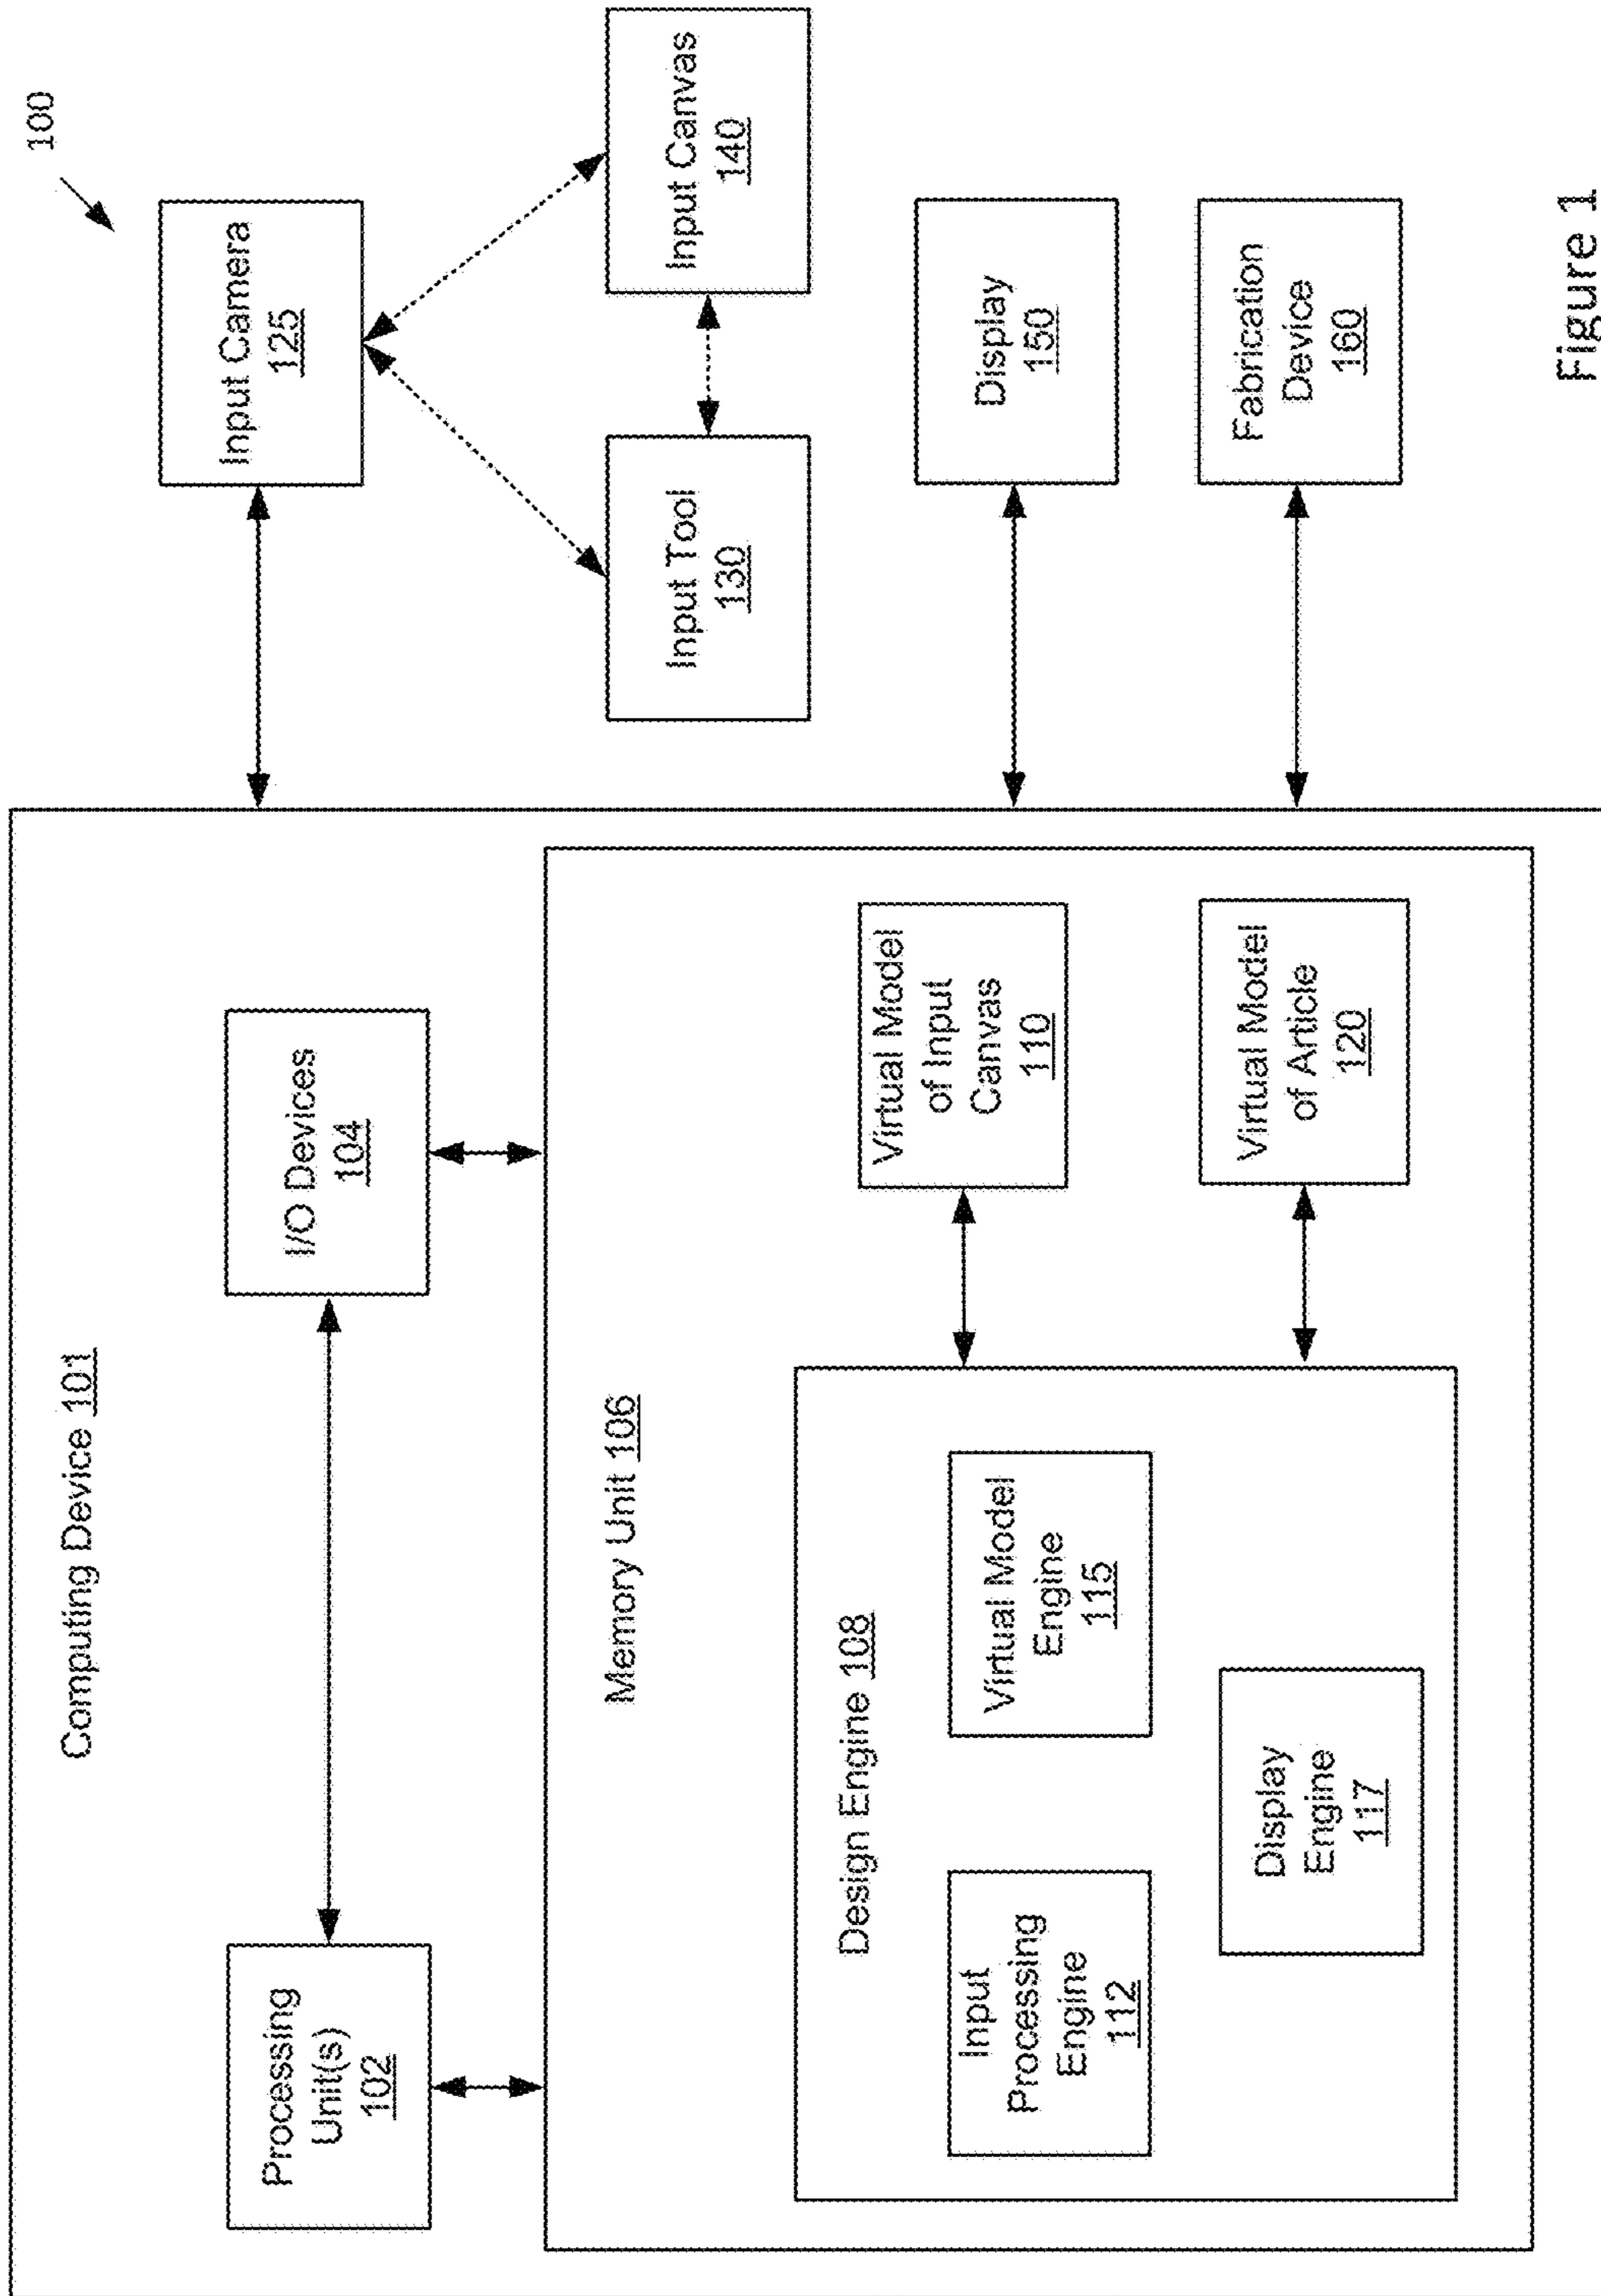 100
Computing Device 101
Processing
Unit(s)
102
I/O Devices
104
Memory Unit 106
Design Engine 108
Input
Processing
Engine
112
Virtual Model
Engine
115
Display
Engine
117
Virtual Model
of Input
Canvas
110
Virtual Model
of Article
120
Input Camera
125
Input Tool
130
Input Canvas
140
Display
150
Fabrication
Device
160
Figure 1